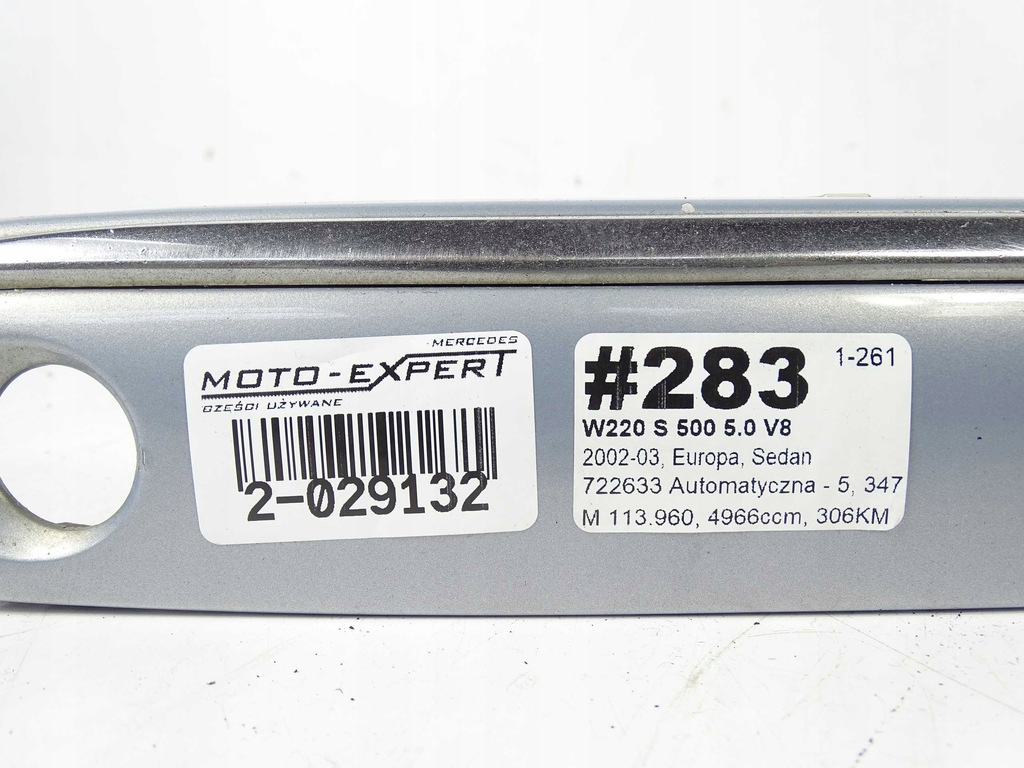 MERCEDES
MOTO-EXPERT
CZĘŚCI UŻYWANE
2-029132
#283
1-261
W220 S 500 5.0 V8
2002-03, Europa, Sedan
722633 Automatyczna - 5, 347
M 113.960, 4966ccm, 306KM